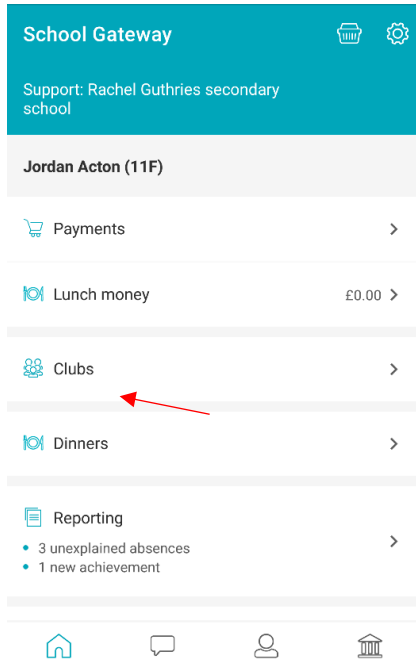 School Gateway
Support: Rachel Guthries secondary
school
Jordan Acton (11F)
Payments
Lunch money £0.00
Clubs
Dinners
Reporting
3 unexplained absences
1 new achievement